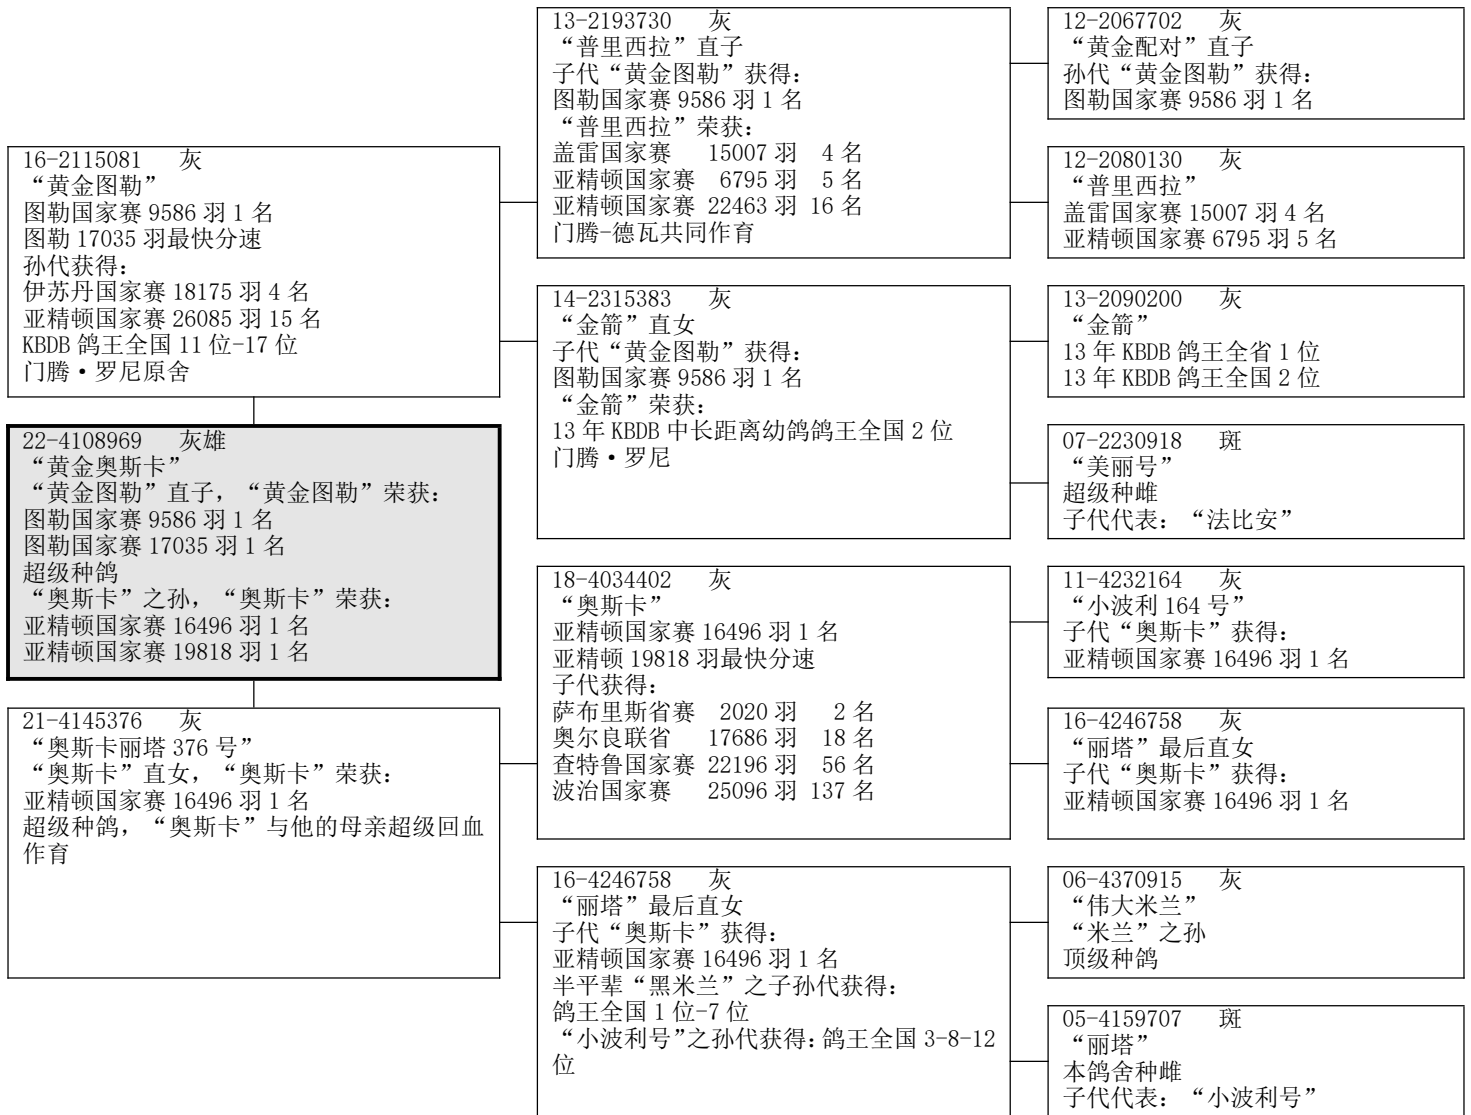 16-2115081 灰
“黄金图勒”
图勒国家赛 9586 羽 1 名
图勒 17035 羽最快分速
孙代获得：
伊苏丹国家赛 18175 羽 4 名
亚精顿国家赛 26085 羽 15 名
KBDB 鸽王全国 11 位-17 位
门腾·罗尼原舍
22-4108969 灰雄
“黄金奥斯卡”
“黄金图勒”直子，“黄金图勒”荣获：
图勒国家赛 9586 羽 1 名
图勒国家赛 17035 羽 1 名
超级种鸽
“奥斯卡”之孙，“奥斯卡”荣获：
亚精顿国家赛 16496 羽 1 名
亚精顿国家赛 19818 羽 1 名
21-4145376 灰
“奥斯卡丽塔 376 号”
“奥斯卡”直女，“奥斯卡”荣获：
亚精顿国家赛 16496 羽 1 名
超级种鸽，“奥斯卡”与他的母亲超级回血
作育
13-2193730 灰
“普里西拉”直子
子代“黄金图勒”获得：
图勒国家赛 9586 羽 1 名
“普里西拉”荣获：
盖雷国家赛 15007 羽 4 名
亚精顿国家赛 6795 羽 5 名
亚精顿国家赛 22463 羽 16 名
门腾-德瓦共同作育
14-2315383 灰
“金箭”直女
子代“黄金图勒”获得：
图勒国家赛 9586 羽 1 名
“金箭”荣获：
13 年 KBDB 中长距离幼鸽鸽王全国 2 位
门腾·罗尼
18-4034402 灰
“奥斯卡”
亚精顿国家赛 16496 羽 1 名
亚精顿 19818 羽最快分速
子代获得：
萨布里斯省赛 2020 羽 2 名
奥尔良联省 17686 羽 18 名
查特鲁国家赛 22196 羽 56 名
波治国家赛 25096 羽 137 名
16-4246758 灰
“丽塔”最后直女
子代“奥斯卡”获得：
亚精顿国家赛 16496 羽 1 名
半平辈“黑米兰”之子孙代获得：
鸽王全国 1 位-7 位
“小波利号”之孙代获得：鸽王全国 3-8-12
位
12-2067702 灰
“黄金配对”直子
孙代“黄金图勒”获得：
图勒国家赛 9586 羽 1 名
12-2080130 灰
“普里西拉”
盖雷国家赛 15007 羽 4 名
亚精顿国家赛 6795 羽 5 名
13-2090200 灰
“金箭”
13 年 KBDB 鸽王全省 1 位
13 年 KBDB 鸽王全国 2 位
07-2230918 斑
“美丽号”
超级种雌
子代代表：“法比安”
11-4232164 灰
“小波利 164 号”
子代“奥斯卡”获得：
亚精顿国家赛 16496 羽 1 名
16-4246758 灰
“丽塔”最后直女
子代“奥斯卡”获得：
亚精顿国家赛 16496 羽 1 名
06-4370915 灰
“伟大米兰”
“米兰”之孙
顶级种鸽
05-4159707 斑
“丽塔”
本鸽舍种雌
子代代表：“小波利号”